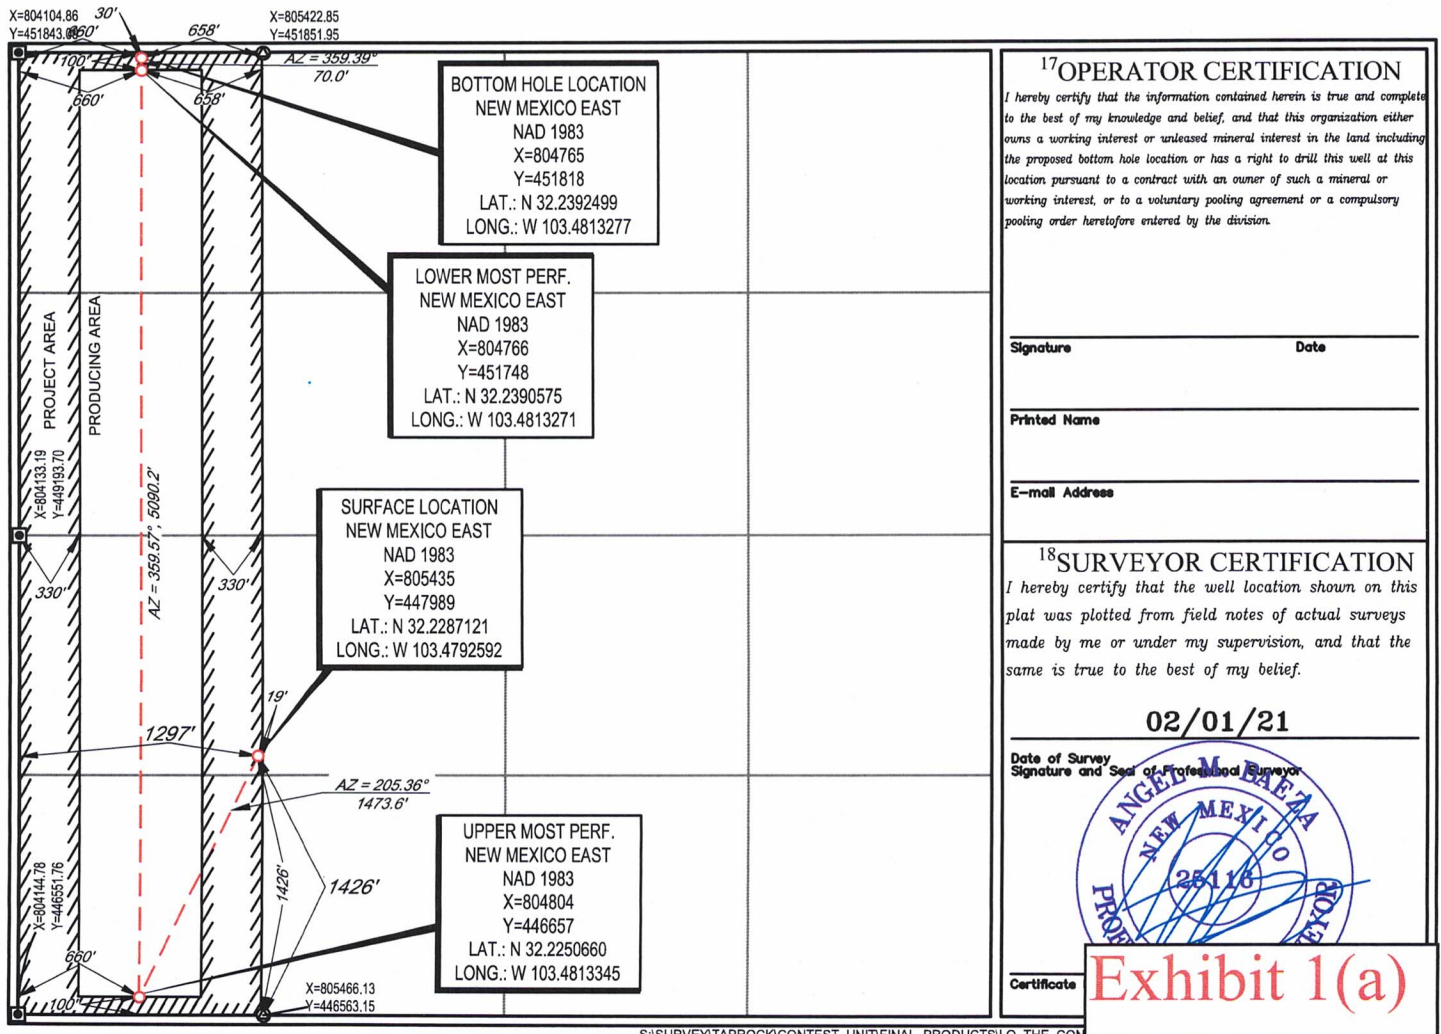 X=804104.86
30'
X=805422.85
Y=451843.09
660'
658'
Y=451851.95
100'
AZ = 359.39°
70.0'
660'
658'
BOTTOM HOLE LOCATION
NEW MEXICO EAST
NAD 1983
X=804765
Y=451818
LAT.: N 32.2392499
LONG.: W 103.4813277
LOWER MOST PERF.
NEW MEXICO EAST
NAD 1983
X=804766
Y=451748
LAT.: N 32.2390575
LONG.: W 103.4813271
PROJECT AREA
PRODUCING AREA
X=804133.19
Y=449193.70
AZ = 359.57°, 5090.2'
330'
330'
SURFACE LOCATION
NEW MEXICO EAST
NAD 1983
X=805435
Y=447989
LAT.: N 32.2287121
LONG.: W 103.4792592
19'
1297'
AZ = 205.36°
1473.6'
1426'
1426'
UPPER MOST PERF.
NEW MEXICO EAST
NAD 1983
X=804804
Y=446657
LAT.: N 32.2250660
LONG.: W 103.4813345
X=804144.78
Y=446551.76
660'
100'
X=805466.13
Y=446563.15
17OPERATOR CERTIFICATION
I hereby certify that the information contained herein is true and complete
to the best of my knowledge and belief, and that this organization either
owns a working interest or unleased mineral interest in the land including
the proposed bottom hole location or has a right to drill this well at this
location pursuant to a contract with an owner of such a mineral or
working interest, or to a voluntary pooling agreement or a compulsory
pooling order heretofore entered by the division.
Signature Date
Printed Name
E-mail Address
18SURVEYOR CERTIFICATION
I hereby certify that the well location shown on this
plat was plotted from field notes of actual surveys
made by me or under my supervision, and that the
same is true to the best of my belief.
02/01/21
Date of Survey
Signature and Seal of Professional Surveyor
ANGEL M. BAEZA
NEW MEXICO
25116
Certificate
Exhibit 1(a)